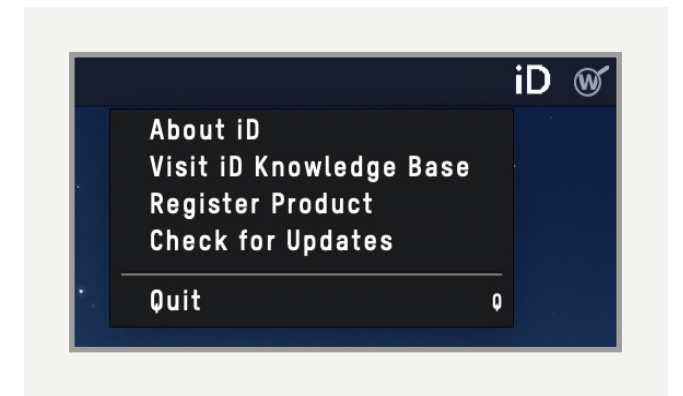 iD
About iD
Visit iD Knowledge Base
Register Product
Check for Updates
Quit Q